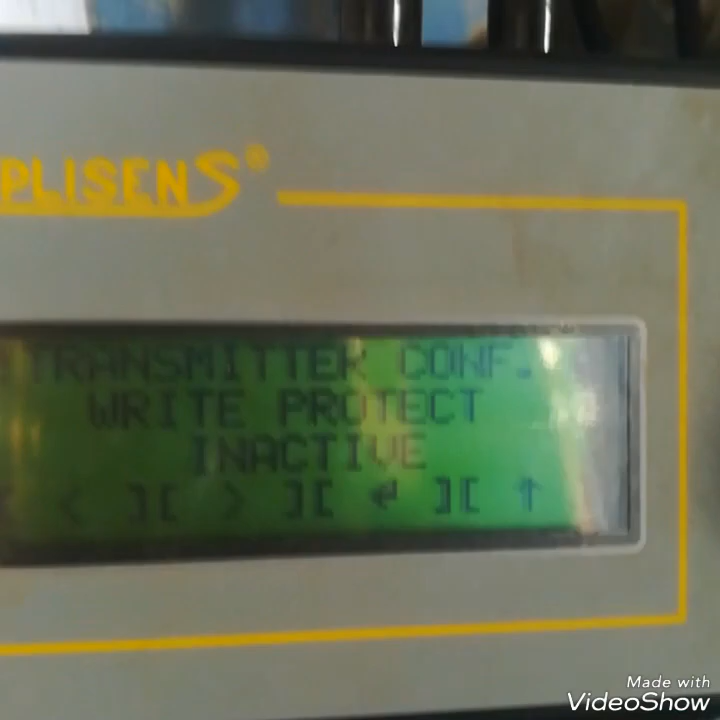 PLISENS®
TRANSMITTER CONF.
WRITE PROTECT
INACTIVE
[ < ][ > ][ ↵ ][ ↑
Made with
VideoShow